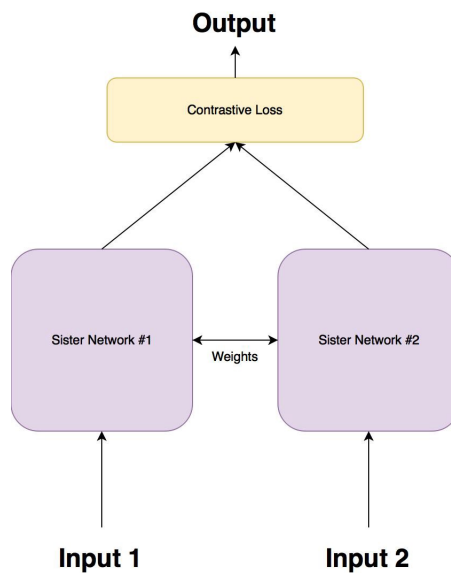 Output
Contrastive Loss
Sister Network #1
Sister Network #2
Weights
Input 1
Input 2